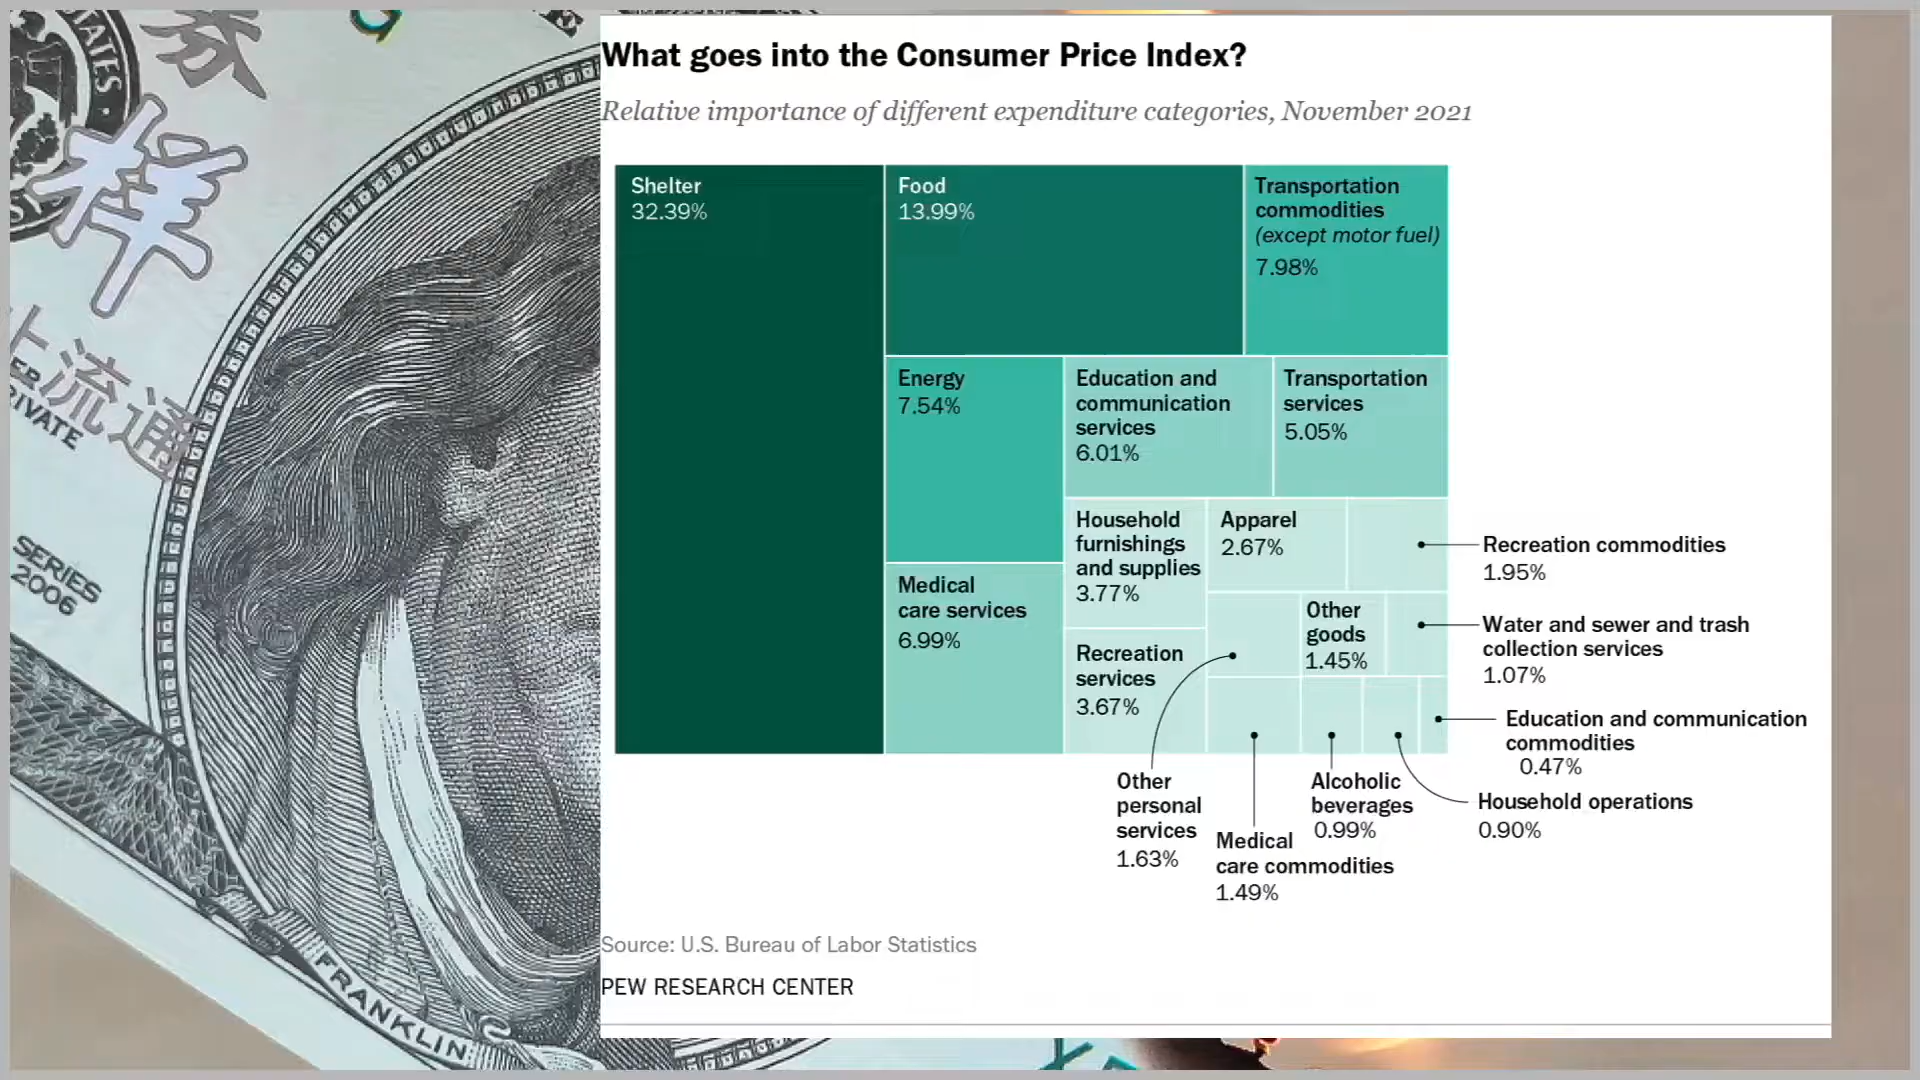 What goes into the Consumer Price Index?
Relative importance of different expenditure categories, November 2021
Shelter
32.39%
Food
13.99%
Transportation
commodities
(except motor fuel)
7.98%
Energy
7.54%
Education and
communication
services
6.01%
Transportation
services
5.05%
Medical
care services
6.99%
Household
furnishings
and supplies
3.77%
Apparel
2.67%
Recreation commodities
1.95%
Recreation
services
3.67%
Other
goods
1.45%
Water and sewer and trash
collection services
1.07%
Education and communication
commodities
0.47%
Other
personal
services
1.63%
Medical
care commodities
1.49%
Alcoholic
beverages
0.99%
Household operations
0.90%
Source: U.S. Bureau of Labor Statistics
PEW RESEARCH CENTER
券
样
止流通
SERIES
2006
FRANKLIN